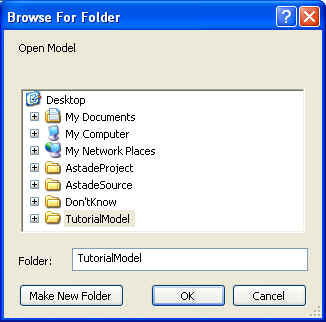 Browse For Folder
Open Model
Desktop
My Documents
My Computer
My Network Places
AstadeProject
AstadeSource
Don'tKnow
TutorialModel
Folder: TutorialModel
Make New Folder OK Cancel